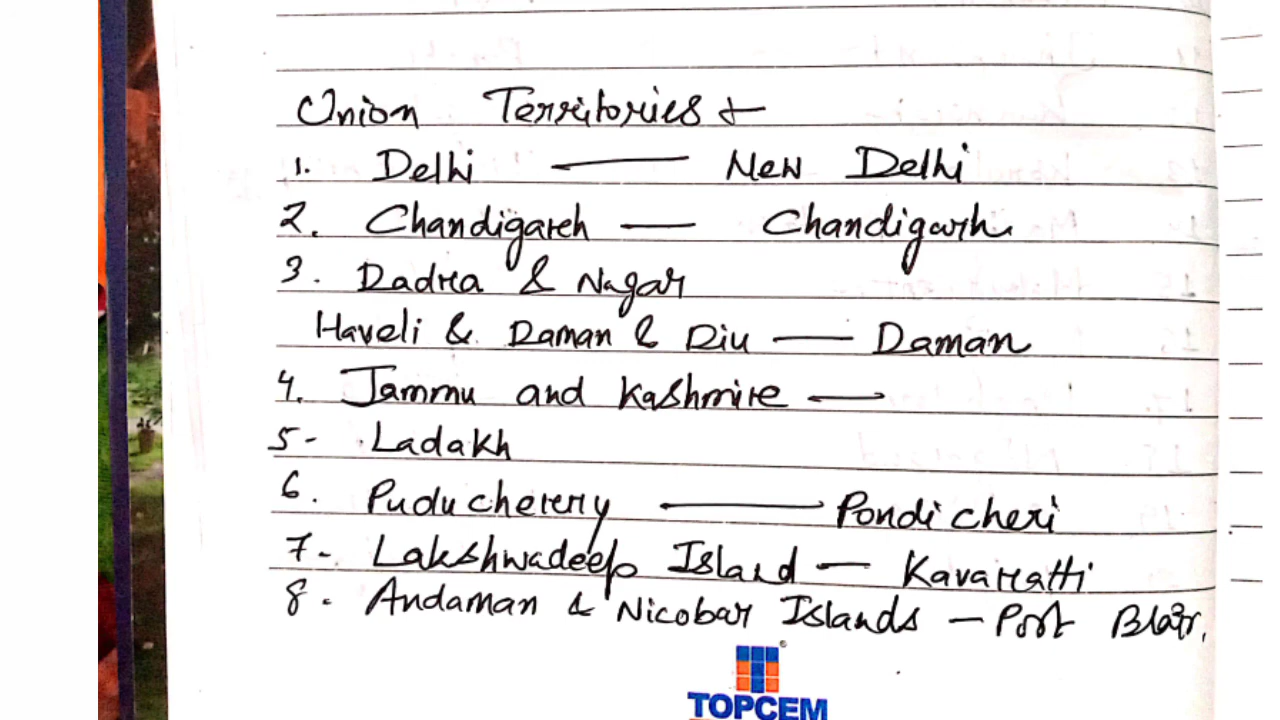 Union Territories :-
1. Delhi — New Delhi
2. Chandigarh — Chandigarh
3. Dadra & Nagar
Haveli & Daman & Diu — Daman
4. Jammu and Kashmire —
5- Ladakh
6. Puducherry — Pondicheri
7- Lakshwadeep Island — Kavaratti
8. Andaman & Nicobar Islands — Port Blair.
TOPCEM